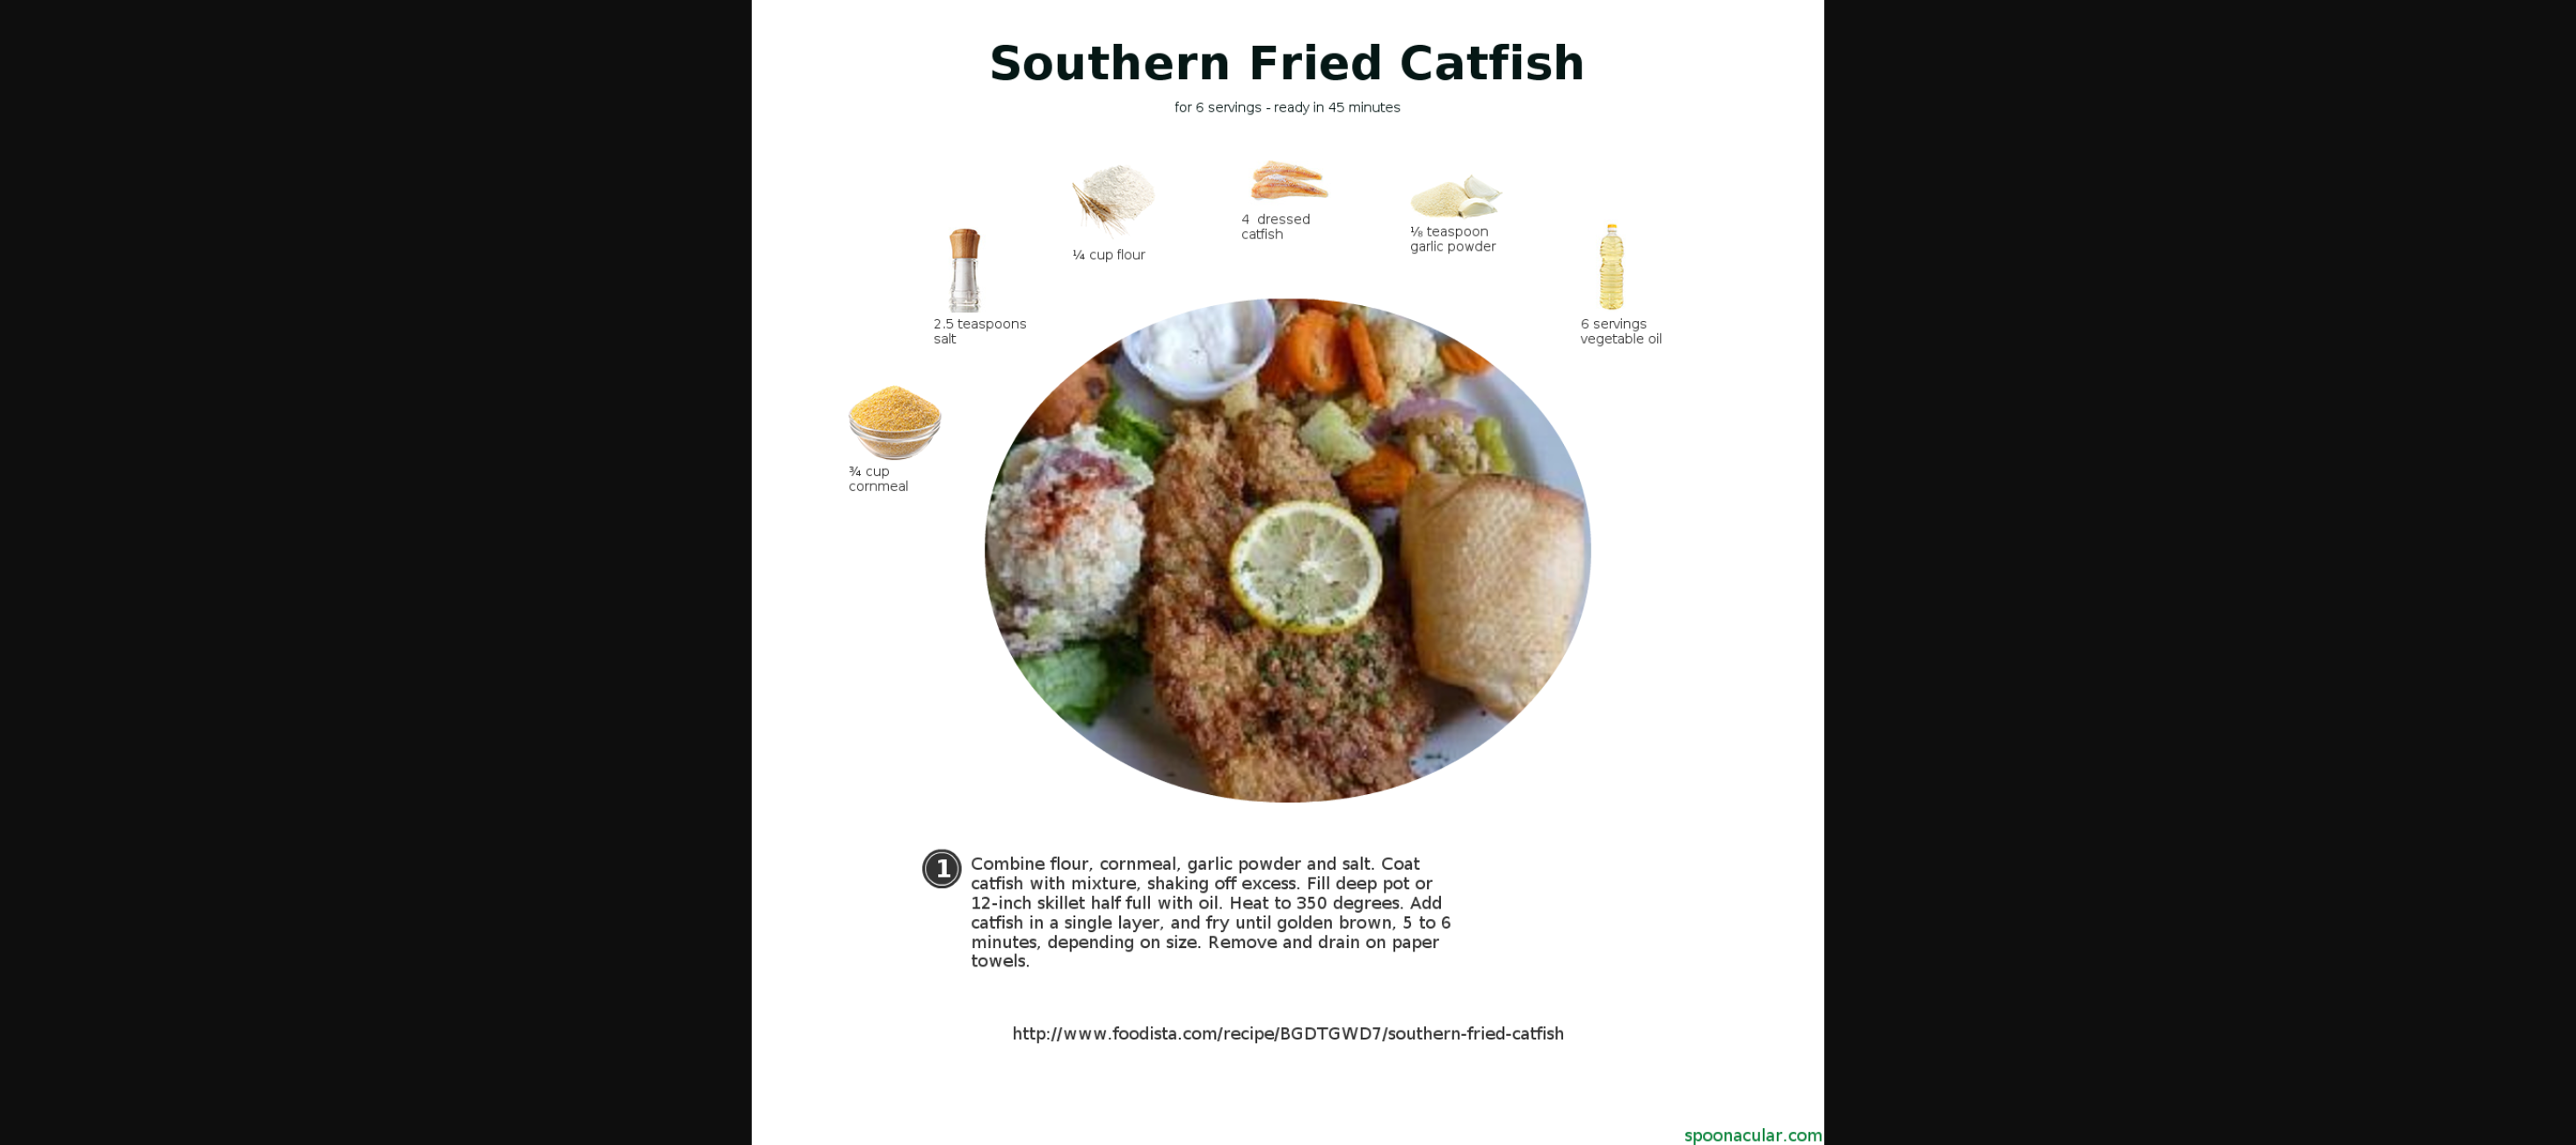 Southern Fried Catfish
for 6 servings - ready in 45 minutes
¾ cup
cornmeal
2.5 teaspoons
salt
¼ cup flour
4 dressed
catfish
⅛ teaspoon
garlic powder
6 servings
vegetable oil
1
Combine flour, cornmeal, garlic powder and salt. Coat
catfish with mixture, shaking off excess. Fill deep pot or
12-inch skillet half full with oil. Heat to 350 degrees. Add
catfish in a single layer, and fry until golden brown, 5 to 6
minutes, depending on size. Remove and drain on paper
towels.
http://www.foodista.com/recipe/BGDTGWD7/southern-fried-catfish
spoonacular.com